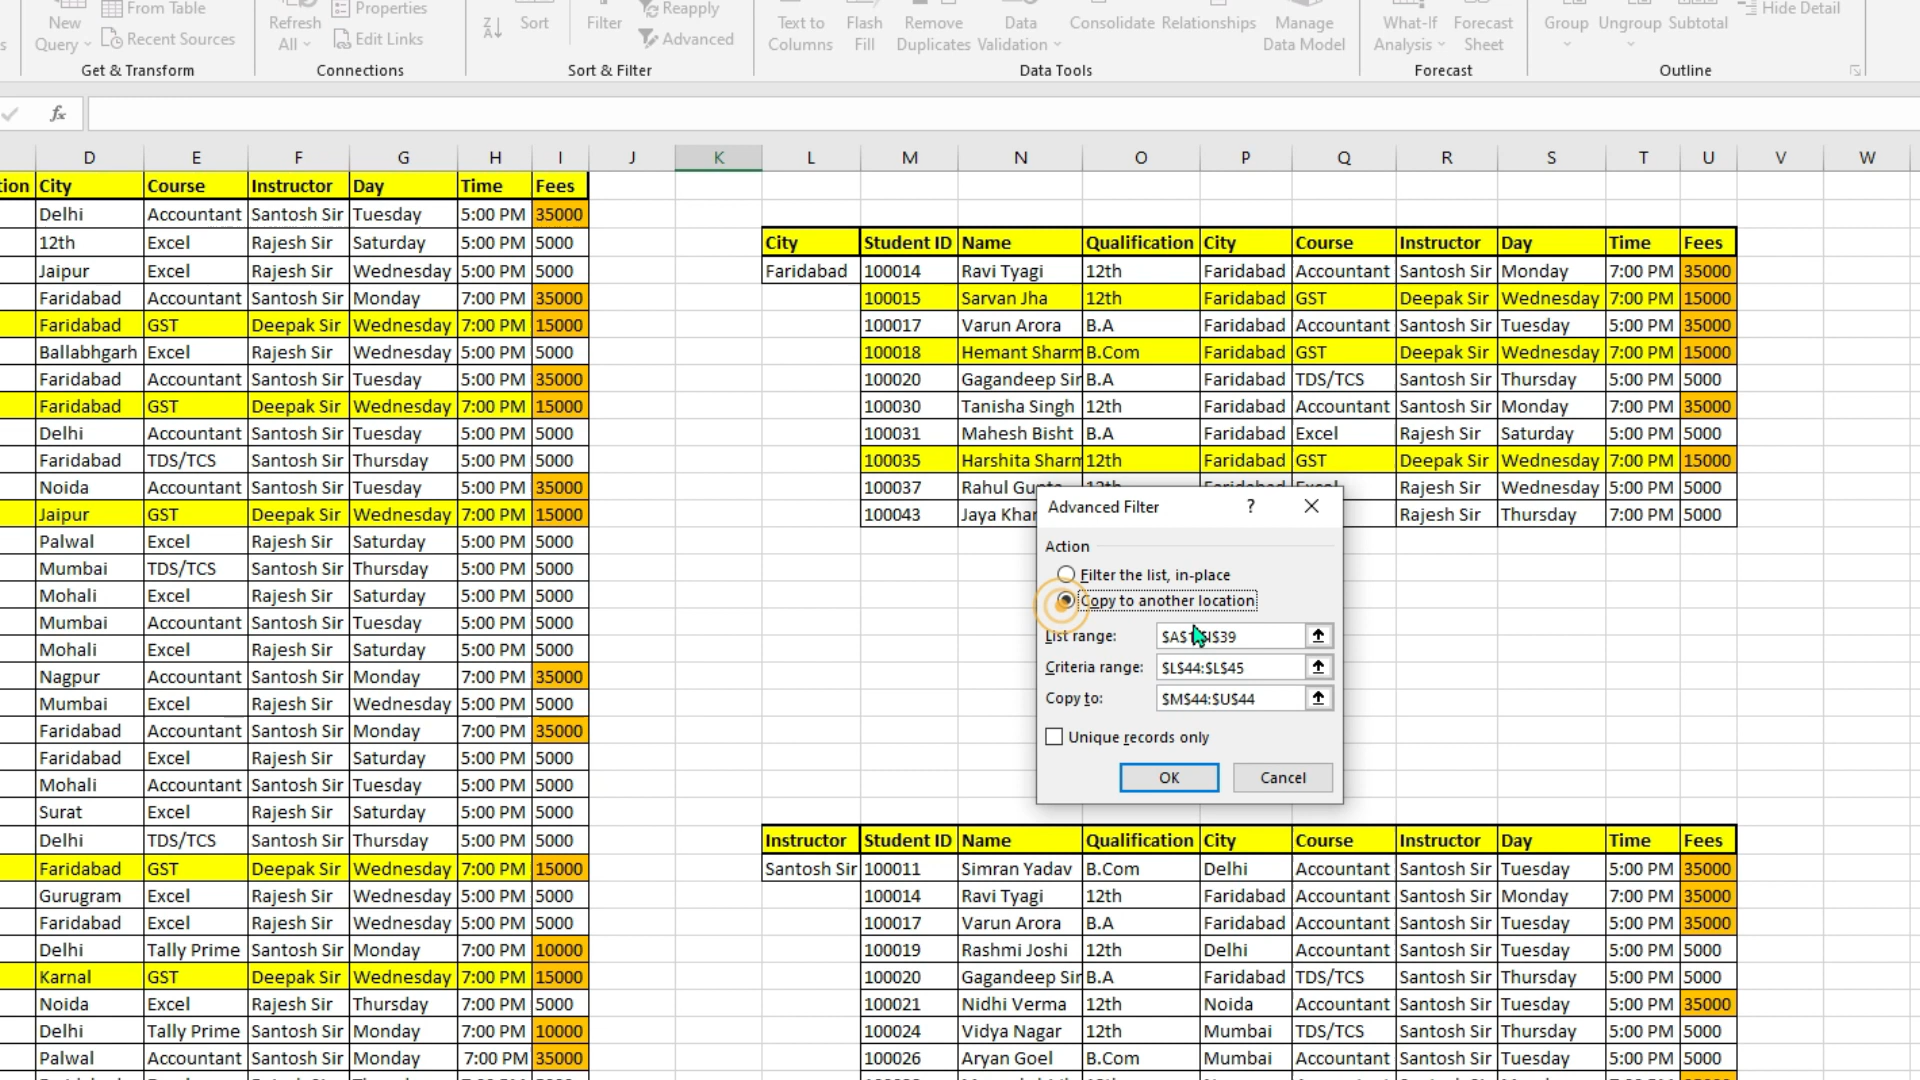 New Query
From Table
Recent Sources
Get & Transform
Refresh All
Properties
Edit Links
Connections
Sort
Filter
Reapply
Advanced
Sort & Filter
Text to Columns
Flash Fill
Remove Duplicates
Data Validation
Consolidate
Relationships
Manage Data Model
Data Tools
What-If Analysis
Forecast Sheet
Forecast
Group
Ungroup
Subtotal
Hide Detail
Outline
fx
D E F G H I J K L M N O P Q R S T U V W
tion City Course Instructor Day Time Fees
Delhi Accountant Santosh Sir Tuesday 5:00 PM 35000
12th Excel Rajesh Sir Saturday 5:00 PM 5000
Jaipur Excel Rajesh Sir Wednesday 5:00 PM 5000
Faridabad Accountant Santosh Sir Monday 7:00 PM 35000
Faridabad GST Deepak Sir Wednesday 7:00 PM 15000
Ballabhgarh Excel Rajesh Sir Wednesday 5:00 PM 5000
Faridabad Accountant Santosh Sir Tuesday 5:00 PM 35000
Faridabad GST Deepak Sir Wednesday 7:00 PM 15000
Delhi Accountant Santosh Sir Tuesday 5:00 PM 5000
Faridabad TDS/TCS Santosh Sir Thursday 5:00 PM 5000
Noida Accountant Santosh Sir Tuesday 5:00 PM 35000
Jaipur GST Deepak Sir Wednesday 7:00 PM 15000
Palwal Excel Rajesh Sir Saturday 5:00 PM 5000
Mumbai TDS/TCS Santosh Sir Thursday 5:00 PM 5000
Mohali Excel Rajesh Sir Saturday 5:00 PM 5000
Mumbai Accountant Santosh Sir Tuesday 5:00 PM 5000
Mohali Excel Rajesh Sir Saturday 5:00 PM 5000
Nagpur Accountant Santosh Sir Monday 7:00 PM 35000
Mumbai Excel Rajesh Sir Wednesday 5:00 PM 5000
Faridabad Accountant Santosh Sir Monday 7:00 PM 35000
Faridabad Excel Rajesh Sir Saturday 5:00 PM 5000
Mohali Accountant Santosh Sir Tuesday 5:00 PM 5000
Surat Excel Rajesh Sir Saturday 5:00 PM 5000
Delhi TDS/TCS Santosh Sir Thursday 5:00 PM 5000
Faridabad GST Deepak Sir Wednesday 7:00 PM 15000
Gurugram Excel Rajesh Sir Wednesday 5:00 PM 5000
Faridabad Excel Rajesh Sir Wednesday 5:00 PM 5000
Delhi Tally Prime Santosh Sir Monday 7:00 PM 10000
Karnal GST Deepak Sir Wednesday 7:00 PM 15000
Noida Excel Rajesh Sir Thursday 7:00 PM 5000
Delhi Tally Prime Santosh Sir Monday 7:00 PM 10000
Palwal Accountant Santosh Sir Monday 7:00 PM 35000
City Student ID Name Qualification City Course Instructor Day Time Fees
Faridabad 100014 Ravi Tyagi 12th Faridabad Accountant Santosh Sir Monday 7:00 PM 35000
100015 Sarvan Jha 12th Faridabad GST Deepak Sir Wednesday 7:00 PM 15000
100017 Varun Arora B.A Faridabad Accountant Santosh Sir Tuesday 5:00 PM 35000
100018 Hemant Sharm B.Com Faridabad GST Deepak Sir Wednesday 7:00 PM 15000
100020 Gagandeep Sir B.A Faridabad TDS/TCS Santosh Sir Thursday 5:00 PM 5000
100030 Tanisha Singh 12th Faridabad Accountant Santosh Sir Monday 7:00 PM 35000
100031 Mahesh Bisht B.A Faridabad Excel Rajesh Sir Saturday 5:00 PM 5000
100035 Harshita Sharm 12th Faridabad GST Deepak Sir Wednesday 7:00 PM 15000
100037 Rahul Gupta 12th Faridabad Excel Rajesh Sir Wednesday 5:00 PM 5000
100043 Jaya Khar Rajesh Sir Thursday 7:00 PM 5000
Advanced Filter ?
Action
Filter the list, in-place
Copy to another location
List range: $A$1:$I$39
Criteria range: $L$44:$L$45
Copy to: $M$44:$U$44
Unique records only
OK Cancel
Instructor Student ID Name Qualification City Course Instructor Day Time Fees
Santosh Sir 100011 Simran Yadav B.Com Delhi Accountant Santosh Sir Tuesday 5:00 PM 35000
100014 Ravi Tyagi 12th Faridabad Accountant Santosh Sir Monday 7:00 PM 35000
100017 Varun Arora B.A Faridabad Accountant Santosh Sir Tuesday 5:00 PM 35000
100019 Rashmi Joshi 12th Delhi Accountant Santosh Sir Tuesday 5:00 PM 5000
100020 Gagandeep Sir B.A Faridabad TDS/TCS Santosh Sir Thursday 5:00 PM 5000
100021 Nidhi Verma 12th Noida Accountant Santosh Sir Tuesday 5:00 PM 35000
100024 Vidya Nagar 12th Mumbai TDS/TCS Santosh Sir Thursday 5:00 PM 5000
100026 Aryan Goel B.Com Mumbai Accountant Santosh Sir Tuesday 5:00 PM 5000